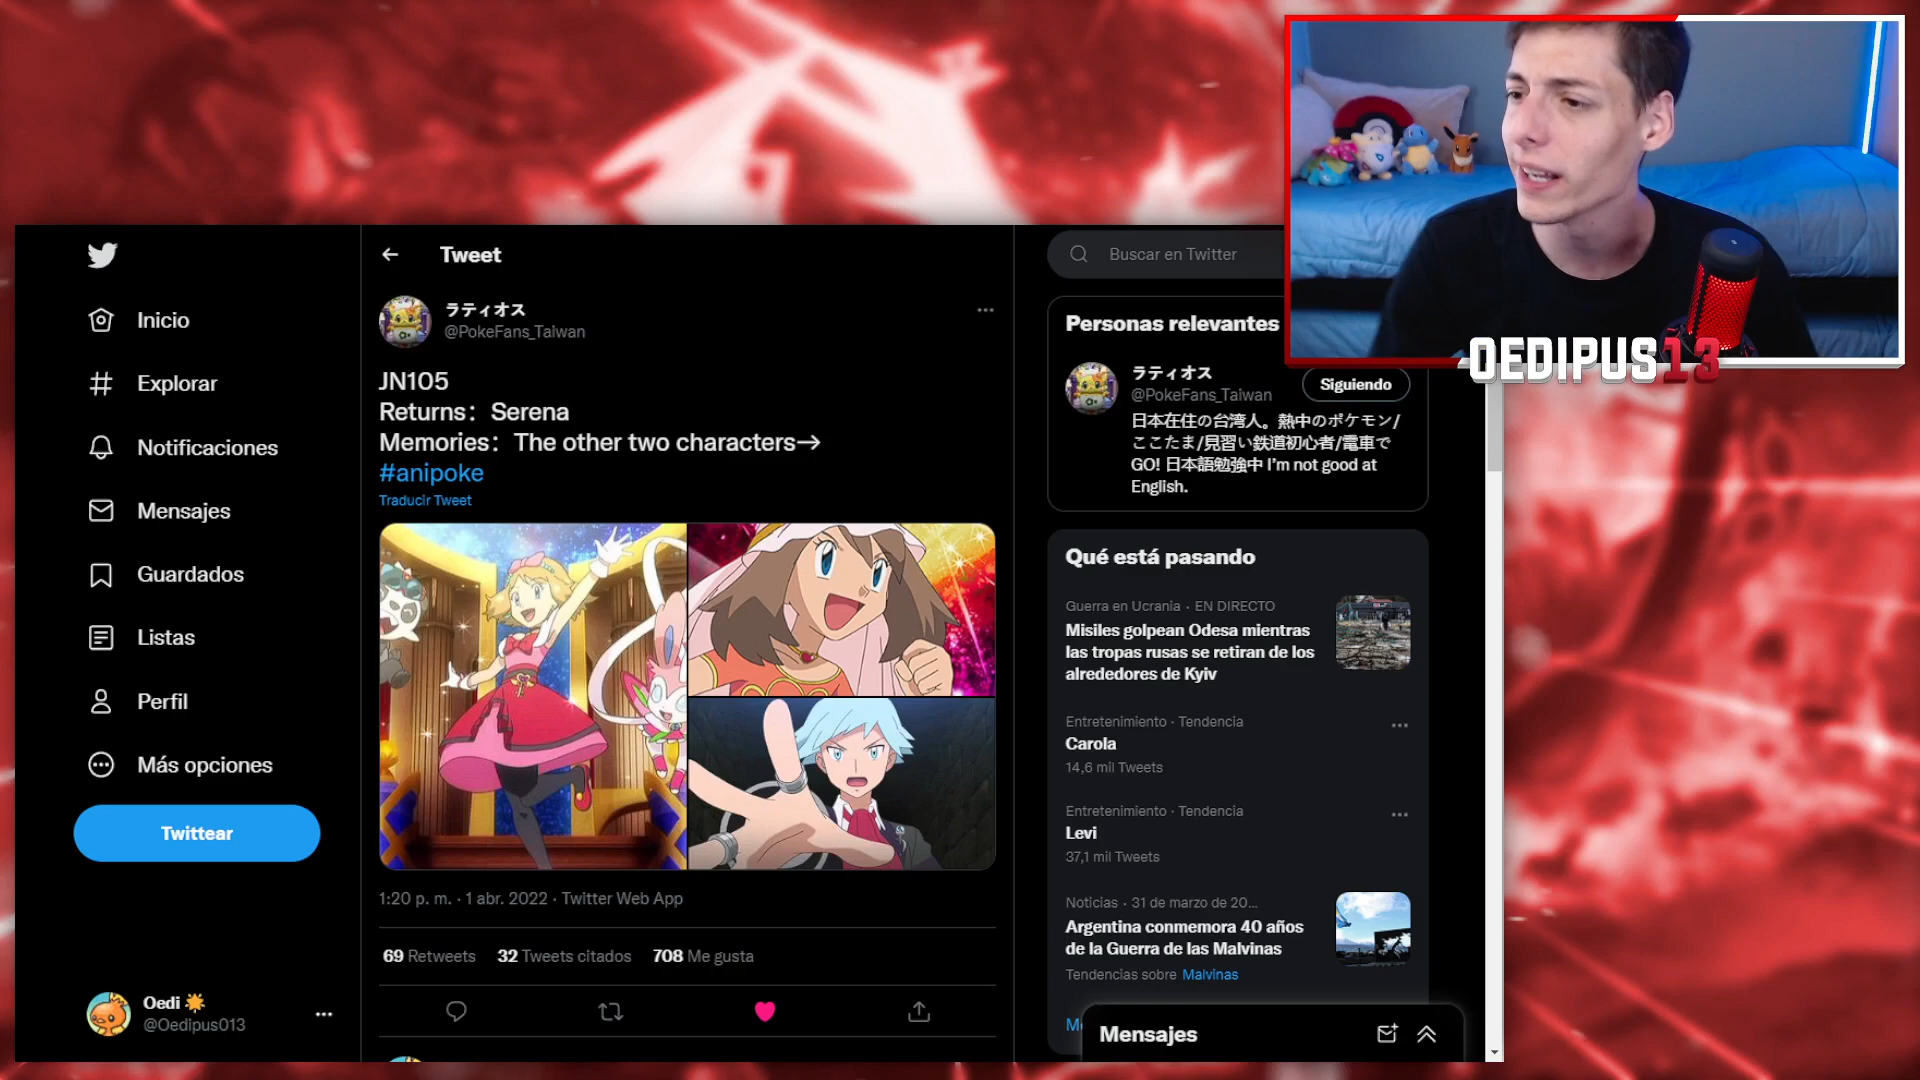 Inicio
Explorar
Notificaciones
Mensajes
Guardados
Listas
Perfil
Más opciones
Twittear
Oedi
@Oedipus013
Tweet
ラティオス
@PokeFans_Taiwan
JN105
Returns：Serena
Memories：The other two characters→
#anipoke
Traducir Tweet
1:20 p. m. · 1 abr. 2022 · Twitter Web App
69 Retweets 32 Tweets citados 708 Me gusta
Buscar en Twitter
Personas relevantes
ラティオス
@PokeFans_Taiwan
Siguiendo
日本在住の台湾人。熱中のポケモン/
ここたま/見習い鉄道初心者/電車で
GO! 日本語勉強中 I'm not good at
English.
Qué está pasando
Guerra en Ucrania · EN DIRECTO
Misiles golpean Odesa mientras
las tropas rusas se retiran de los
alrededores de Kyiv
Entretenimiento · Tendencia
Carola
14,6 mil Tweets
Entretenimiento · Tendencia
Levi
37,1 mil Tweets
Noticias · 31 de marzo de 20...
Argentina conmemora 40 años
de la Guerra de las Malvinas
Tendencias sobre Malvinas
Mensajes
OEDIPUS13